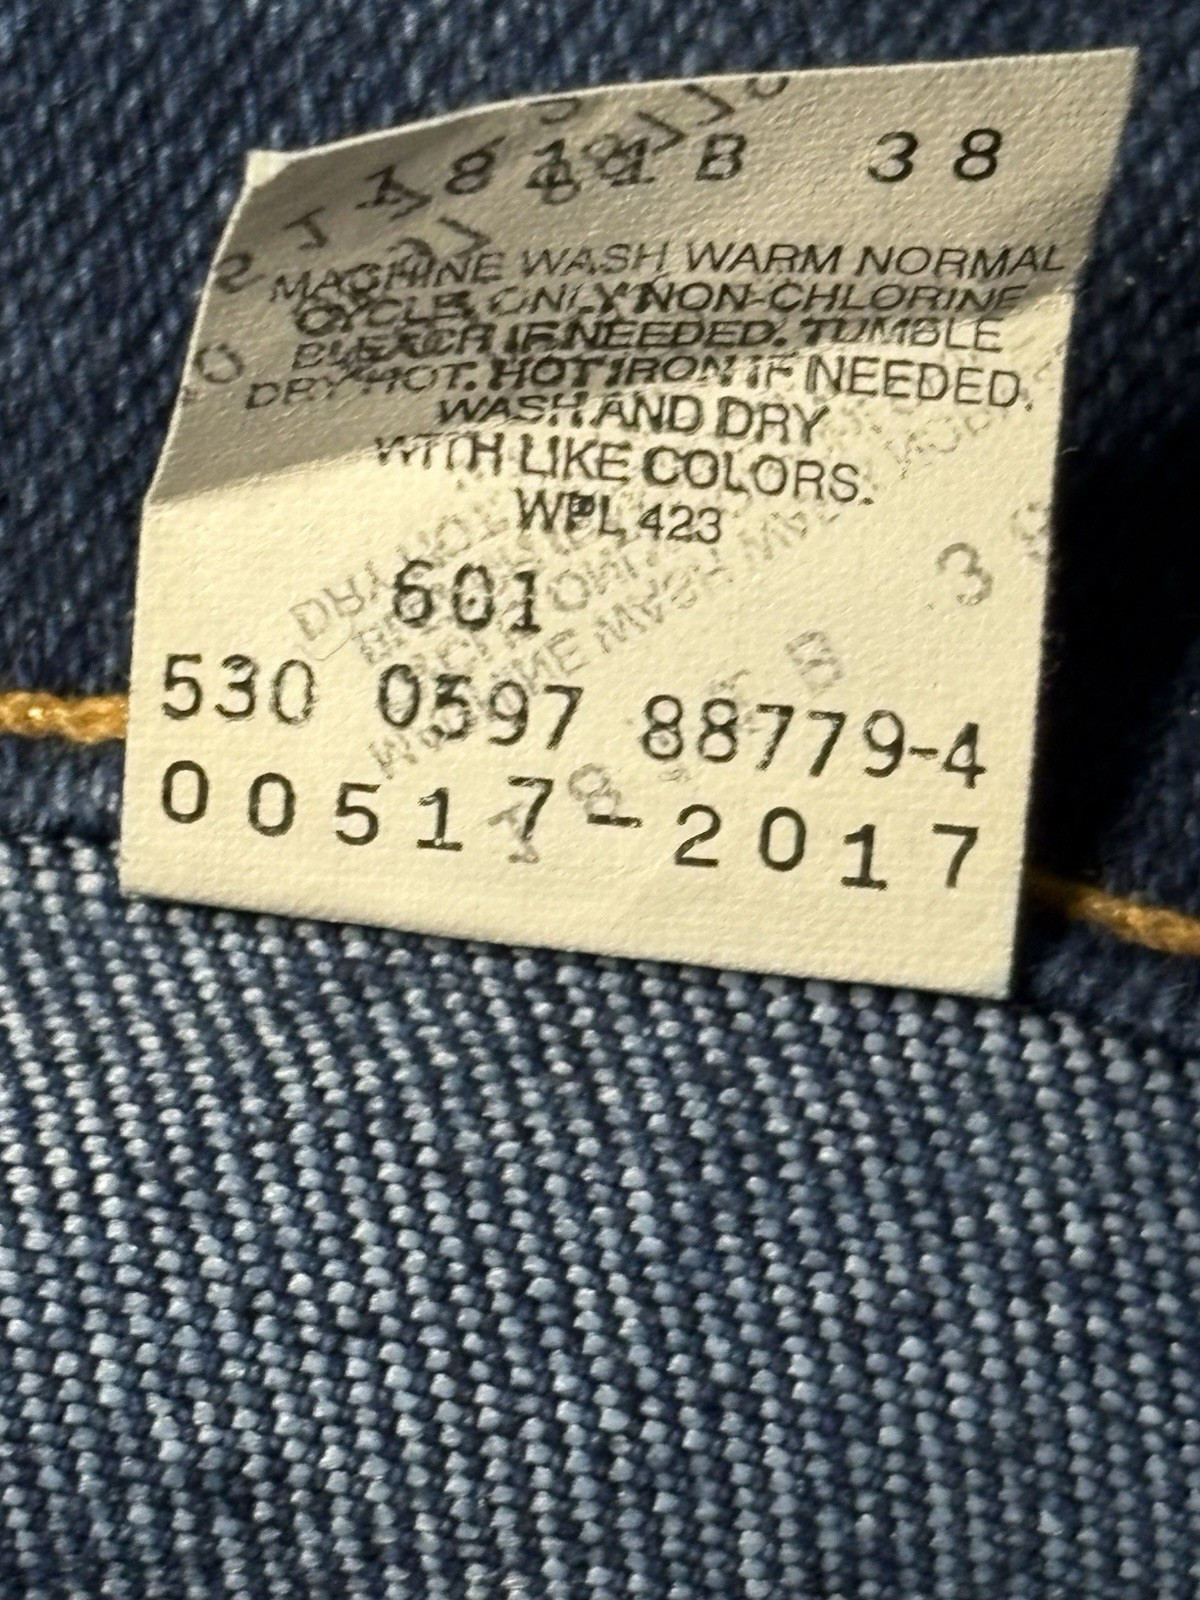 38
MACHINE WASH WARM NORMAL
CYCLE ONLY NON-CHLORINE
BLEACH IF NEEDED. TUMBLE
DRY HOT. HOT IRON IF NEEDED.
WASH AND DRY
WITH LIKE COLORS.
WPL 423
601
530 0597 88779-4
00517-2017